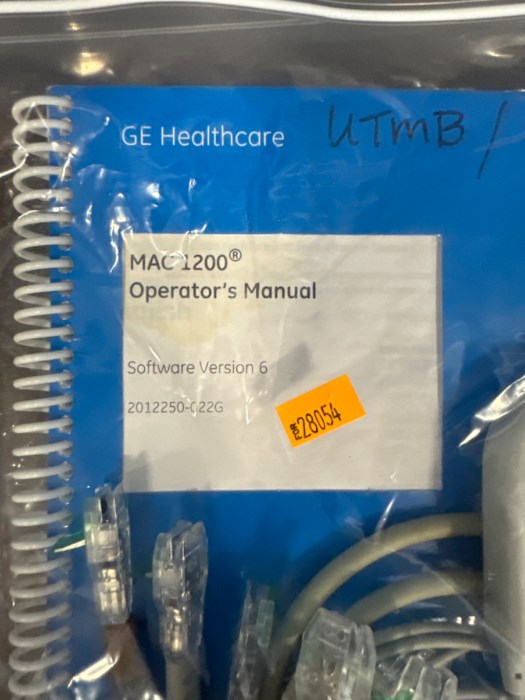 GE Healthcare
UTMB /
MAC 1200®
Operator's Manual
Software Version 6
2012250-022G
28054